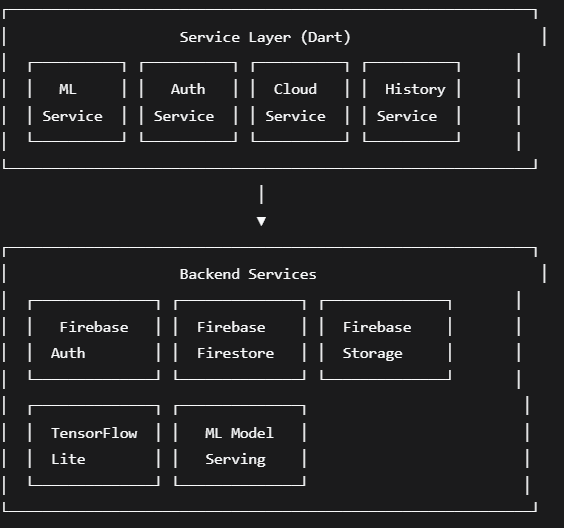 Service Layer (Dart)
ML Auth Cloud History
Service Service Service Service
Backend Services
Firebase Firebase Firebase
Auth Firestore Storage
TensorFlow ML Model
Lite Serving